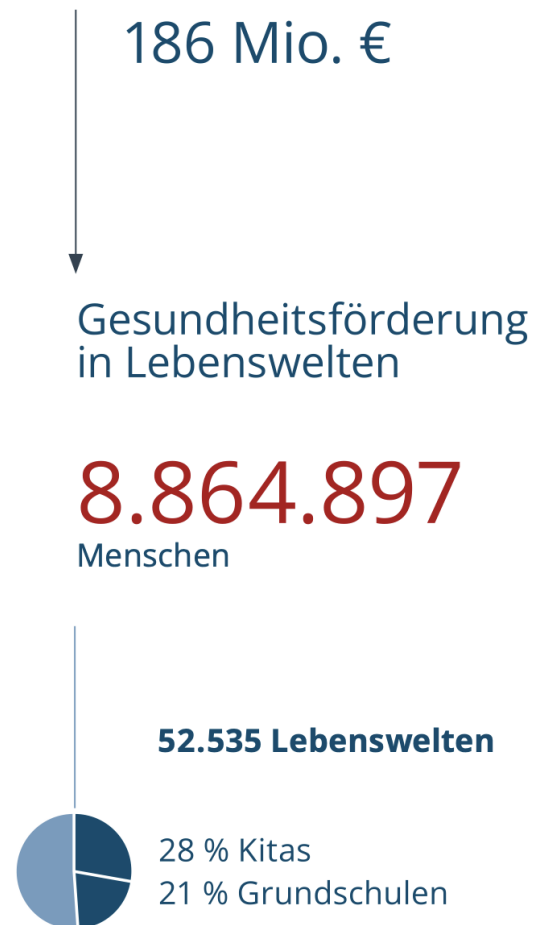 186 Mio. €
Gesundheitsförderung
in Lebenswelten
8.864.897
Menschen
52.535 Lebenswelten
28 % Kitas
21 % Grundschulen